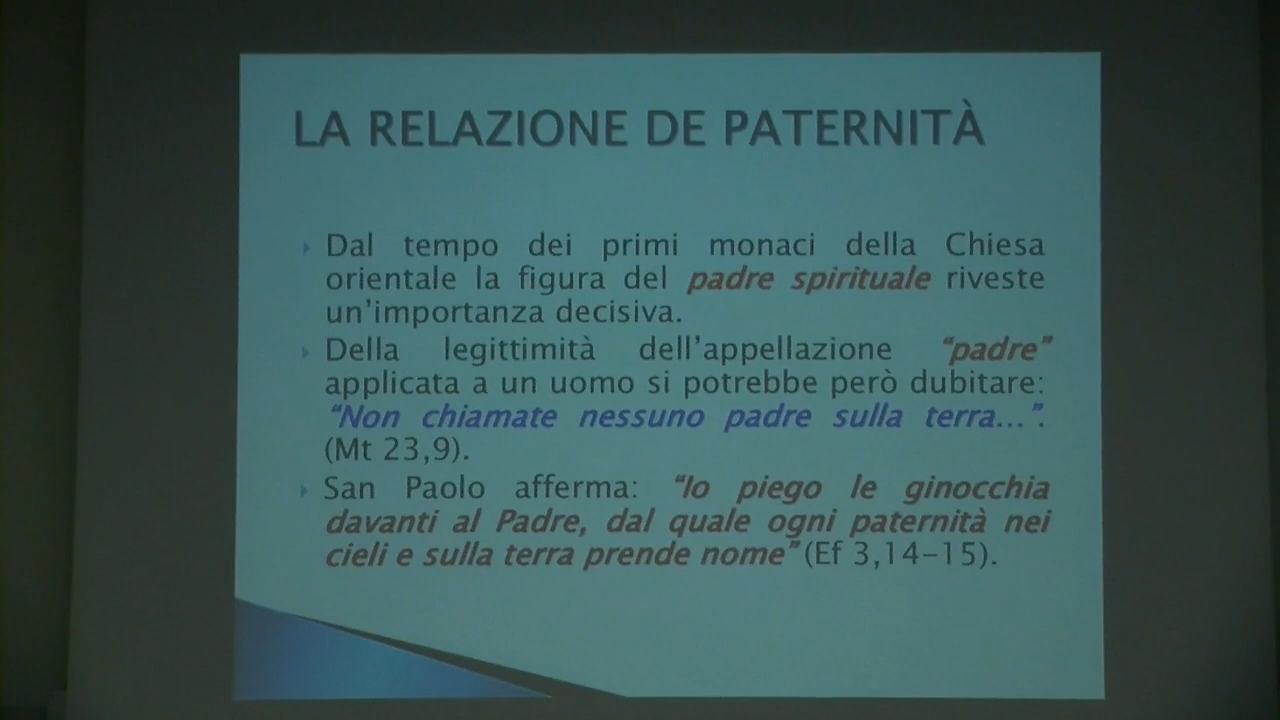 LA RELAZIONE DE PATERNITÀ
Dal tempo dei primi monaci della Chiesa
orientale la figura del padre spirituale riveste
un'importanza decisiva.
Della legittimità dell'appellazione “padre”
applicata a un uomo si potrebbe però dubitare:
“Non chiamate nessuno padre sulla terra...”.
(Mt 23,9).
San Paolo afferma: “Io piego le ginocchia
davanti al Padre, dal quale ogni paternità nei
cieli e sulla terra prende nome” (Ef 3,14-15).